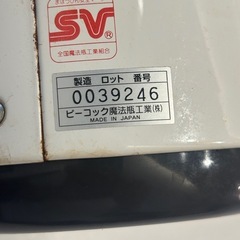 SV®
全国魔法瓶工業組合
製造 ロット 番号
0039246
ピーコック魔法瓶工業(株)
MADE IN JAPAN